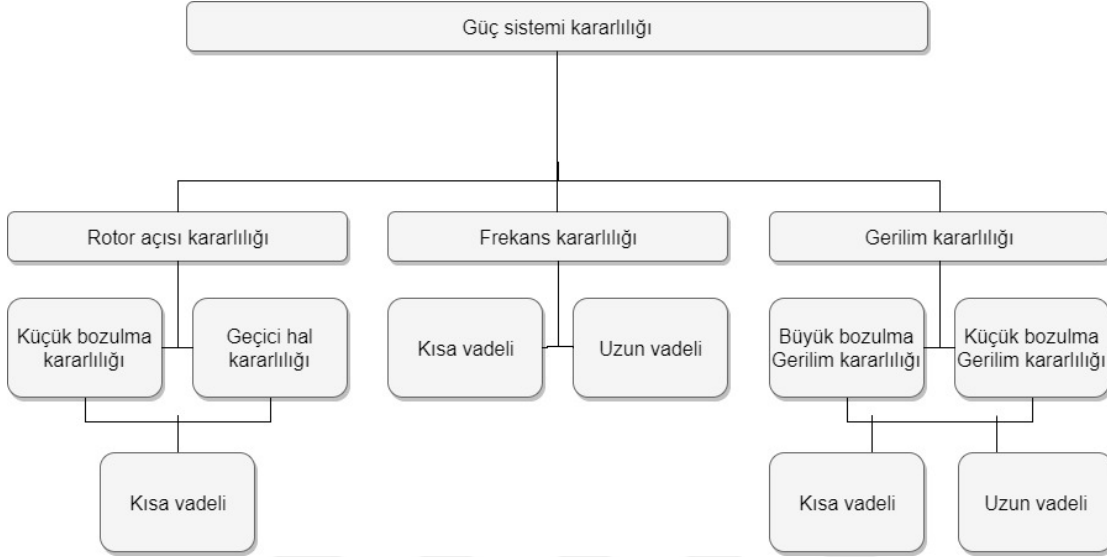 Güç sistemi kararlılığı
Rotor açısı kararlılığı
Frekans kararlılığı
Gerilim kararlılığı
Küçük bozulma
kararlılığı
Geçici hal
kararlılığı
Kısa vadeli
Uzun vadeli
Büyük bozulma
Gerilim kararlılığı
Küçük bozulma
Gerilim kararlılığı
Kısa vadeli
Kısa vadeli
Uzun vadeli